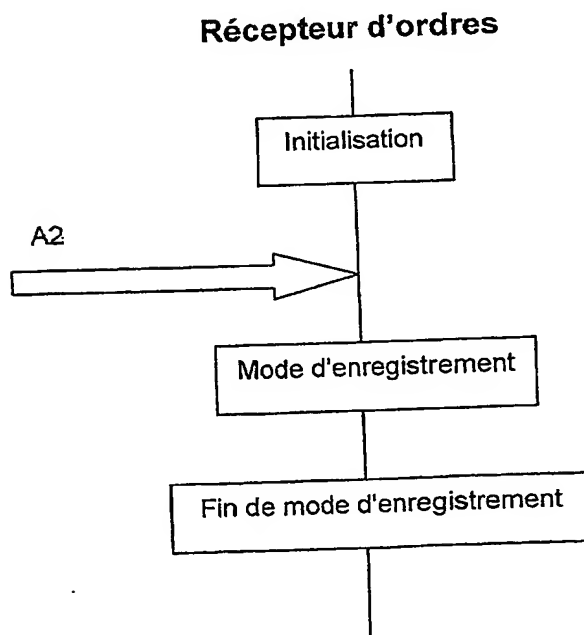 Récepteur d'ordres
Initialisation
A2
Mode d'enregistrement
Fin de mode d'enregistrement